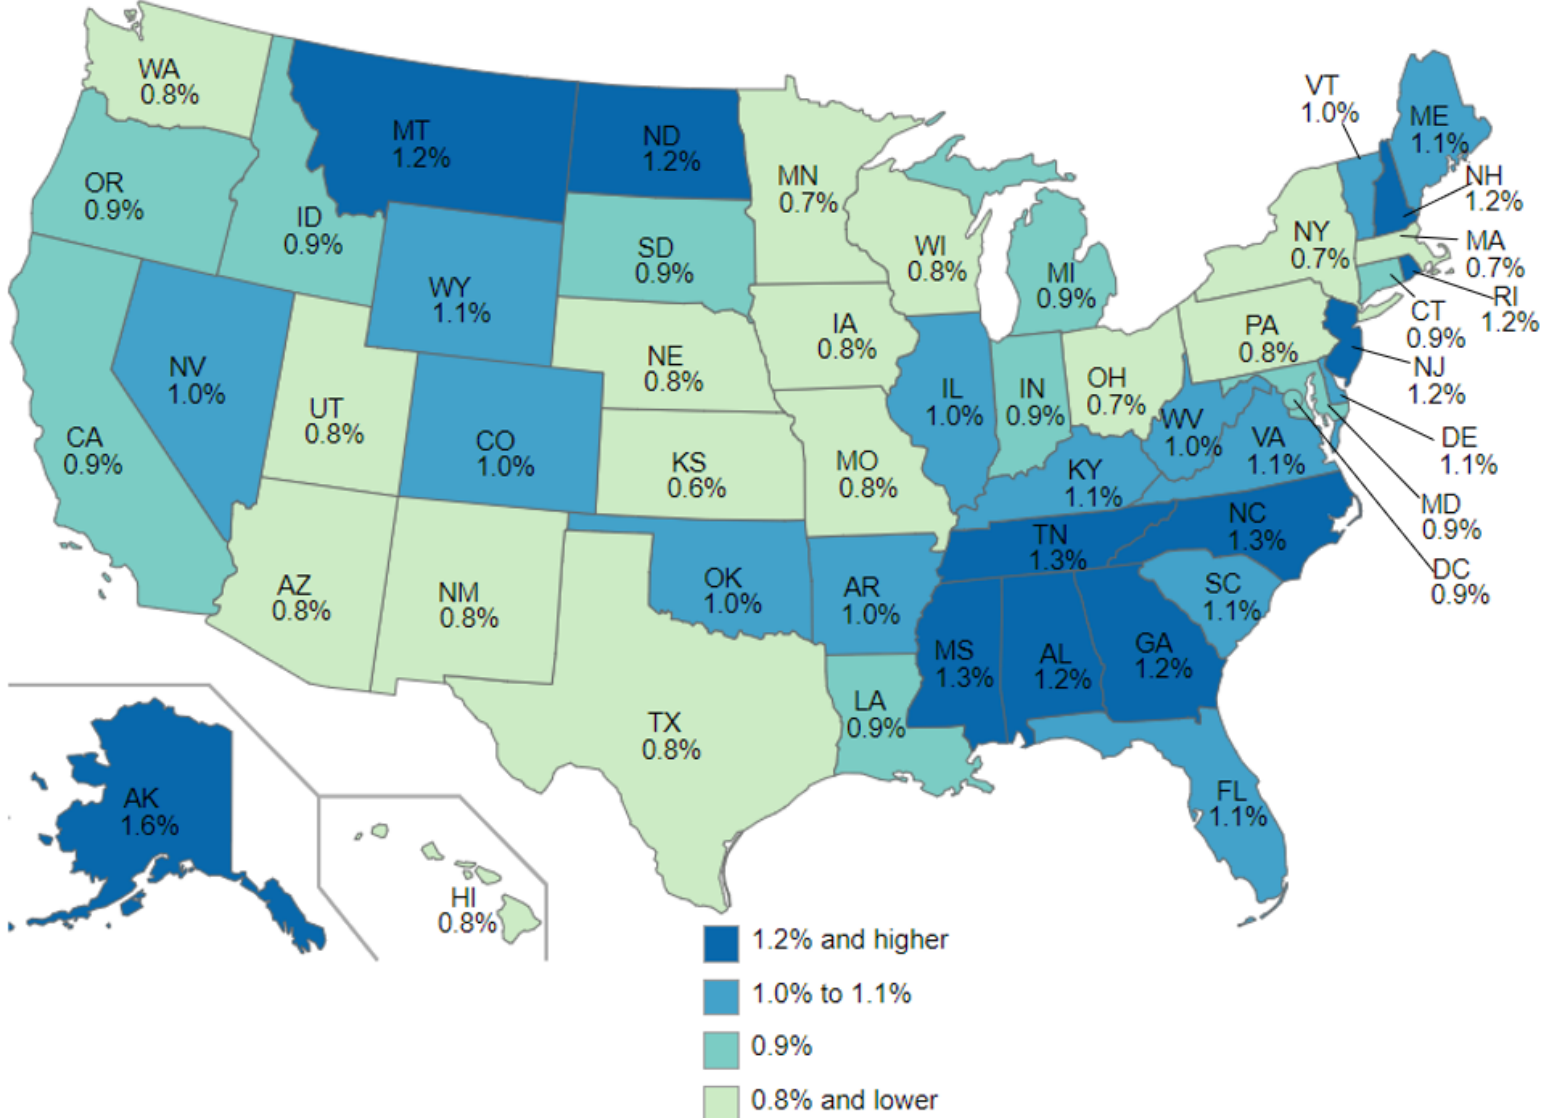 WA
0.8%
OR
0.9%
CA
0.9%
ID
0.9%
NV
1.0%
MT
1.2%
WY
1.1%
UT
0.8%
CO
1.0%
AZ
0.8%
NM
0.8%
ND
1.2%
SD
0.9%
NE
0.8%
KS
0.6%
OK
1.0%
TX
0.8%
MN
0.7%
IA
0.8%
MO
0.8%
AR
1.0%
LA
0.9%
WI
0.8%
IL
1.0%
MI
0.9%
IN
0.9%
OH
0.7%
KY
1.1%
TN
1.3%
MS
1.3%
AL
1.2%
GA
1.2%
FL
1.1%
SC
1.1%
NC
1.3%
VA
1.1%
WV
1.0%
PA
0.8%
NY
0.7%
VT
1.0%
ME
1.1%
NH
1.2%
MA
0.7%
RI
1.2%
CT
0.9%
NJ
1.2%
DE
1.1%
MD
0.9%
DC
0.9%
AK
1.6%
HI
0.8%
1.2% and higher
1.0% to 1.1%
0.9%
0.8% and lower